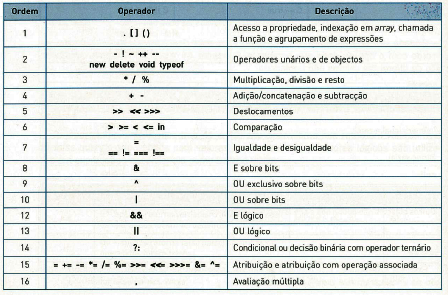 Ordem Operador Descrição
1 . [ ] ( ) Acesso a propriedade, indexação em array, chamada
a função e agrupamento de expressões
2 - ! ~ ++ -- Operadores unários e de objectos
new delete void typeof
3 * / % Multiplicação, divisão e resto
4 + - Adição/concatenação e subtracção
5 >> << >>> Deslocamentos
6 > >= < <= in Comparação
7 = Igualdade e desigualdade
== != === !==
8 & E sobre bits
9 ^ OU exclusivo sobre bits
10 | OU sobre bits
12 && E lógico
13 || OU lógico
14 ?: Condicional ou decisão binária com operador ternário
15 = += -= *= /= %= >>= <<= >>>= &= ^= Atribuição e atribuição com operação associada
16 , Avaliação múltipla